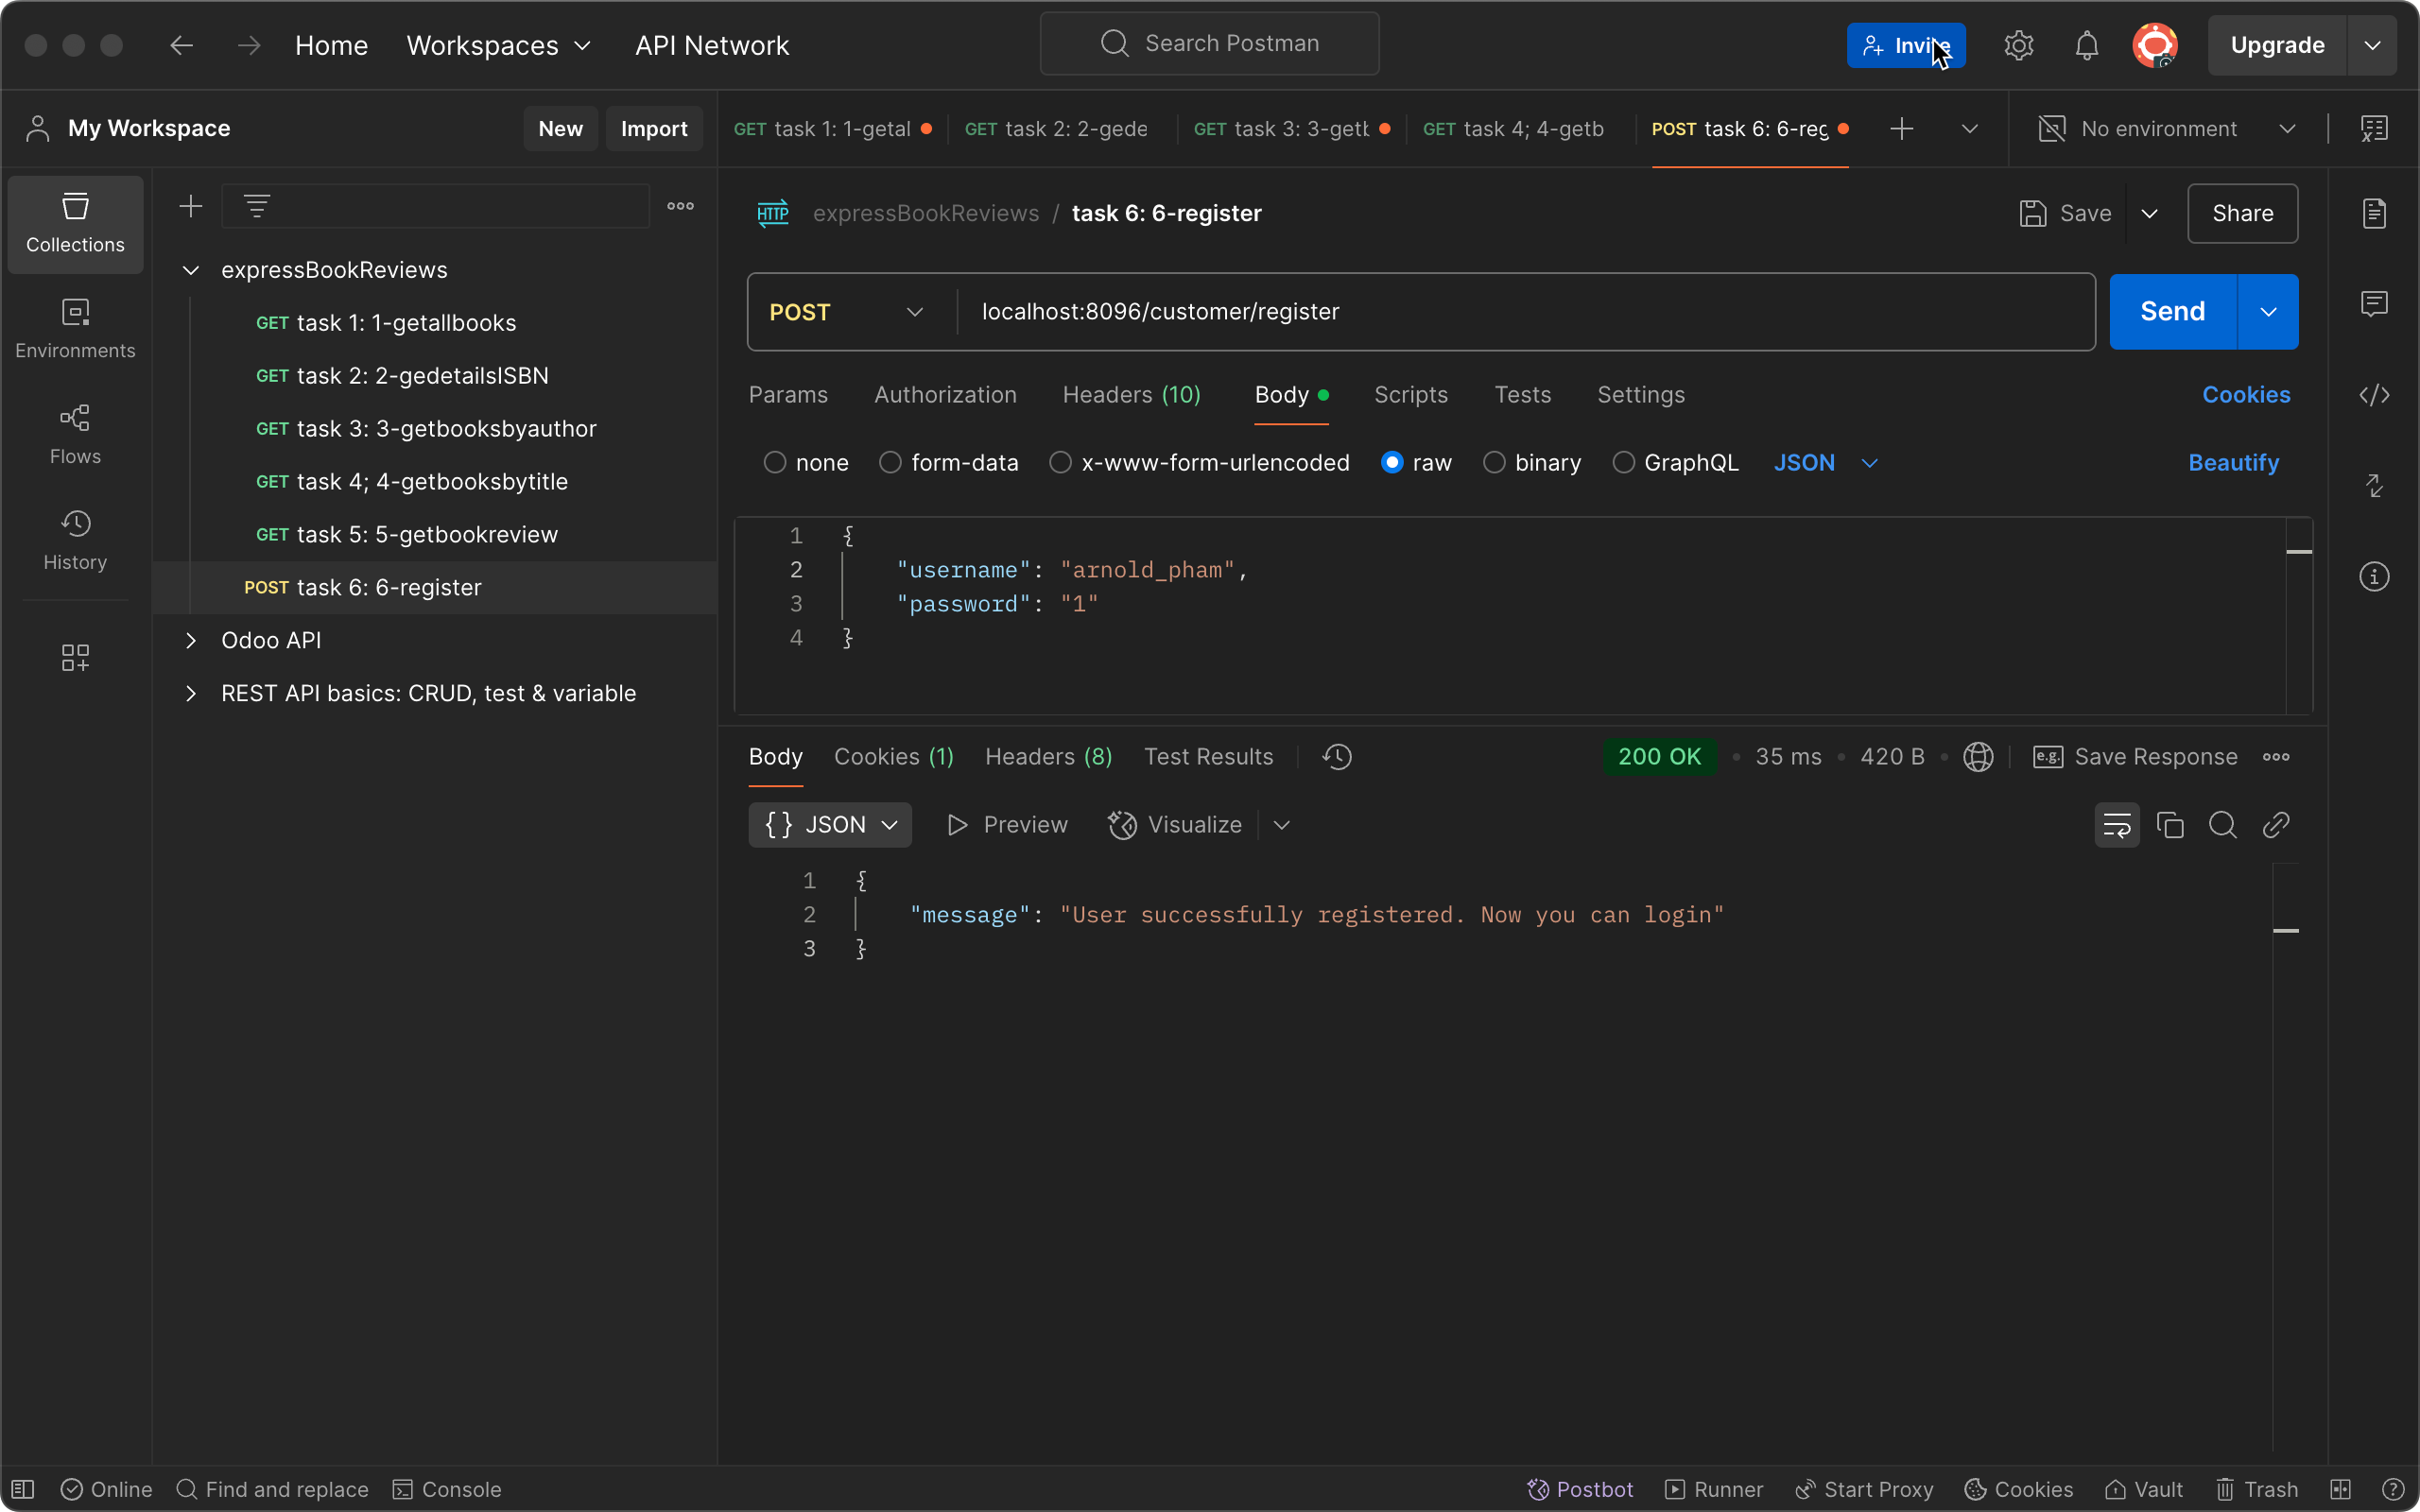 Home Workspaces API Network
Search Postman
Invite
Upgrade
My Workspace
New Import
GET task 1: 1-getal
GET task 2: 2-gede
GET task 3: 3-getb
GET task 4; 4-getb
POST task 6: 6-reg
No environment
Collections
Environments
Flows
History
expressBookReviews
GET task 1: 1-getallbooks
GET task 2: 2-gedetailsISBN
GET task 3: 3-getbooksbyauthor
GET task 4; 4-getbooksbytitle
GET task 5: 5-getbookreview
POST task 6: 6-register
Odoo API
REST API basics: CRUD, test & variable
HTTP expressBookReviews / task 6: 6-register
Save Share
POST localhost:8096/customer/register
Send
Params Authorization Headers (10) Body Scripts Tests Settings Cookies
none form-data x-www-form-urlencoded raw binary GraphQL JSON Beautify
1 {
2 "username": "arnold_pham",
3 "password": "1"
4 }
Body Cookies (1) Headers (8) Test Results
200 OK • 35 ms • 420 B • e.g. Save Response
{} JSON Preview Visualize
1 {
2 "message": "User successfully registered. Now you can login"
3 }
Online Find and replace Console
Postbot Runner Start Proxy Cookies Vault Trash